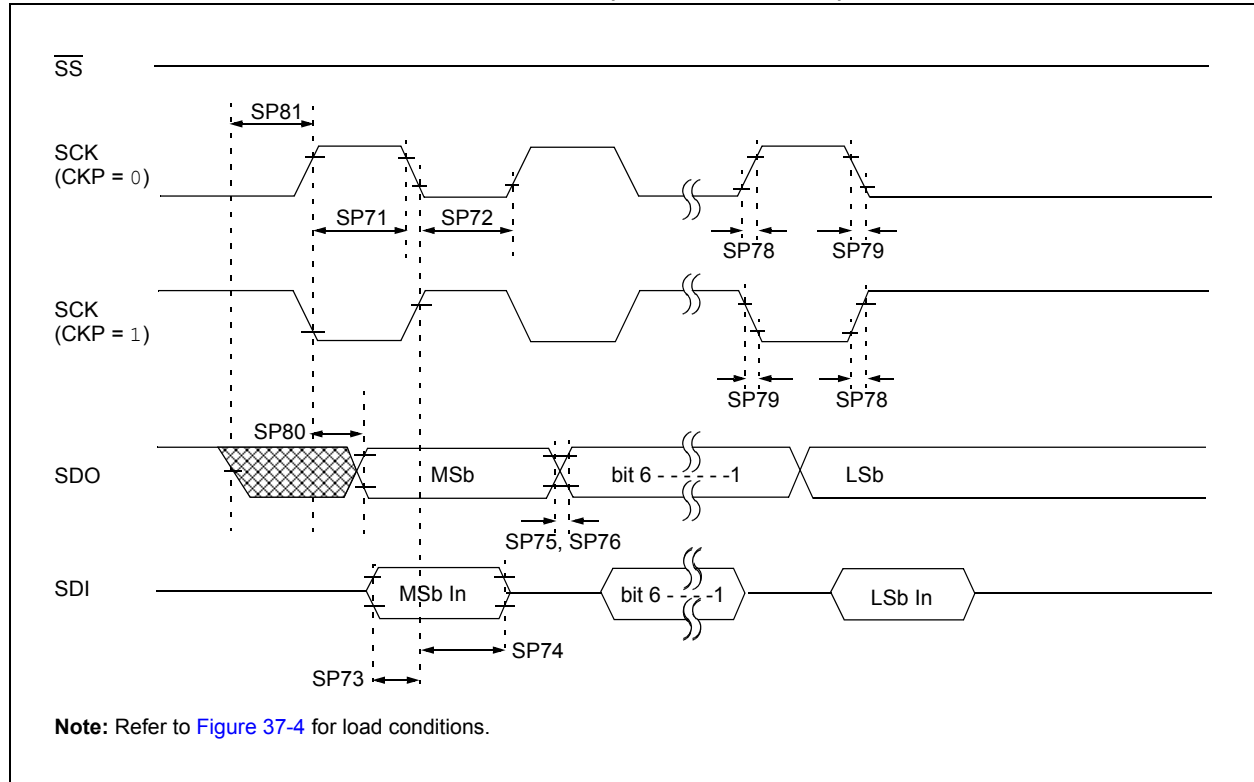 SS
SP81
SCK
(CKP = 0)
SP71
SP72
SP78
SP79
SCK
(CKP = 1)
SP79
SP78
SP80
SDO
MSb
bit 6 - - - - - -1
LSb
SP75, SP76
SDI
MSb In
bit 6 - - - - -1
LSb In
SP74
SP73
Note: Refer to Figure 37-4 for load conditions.